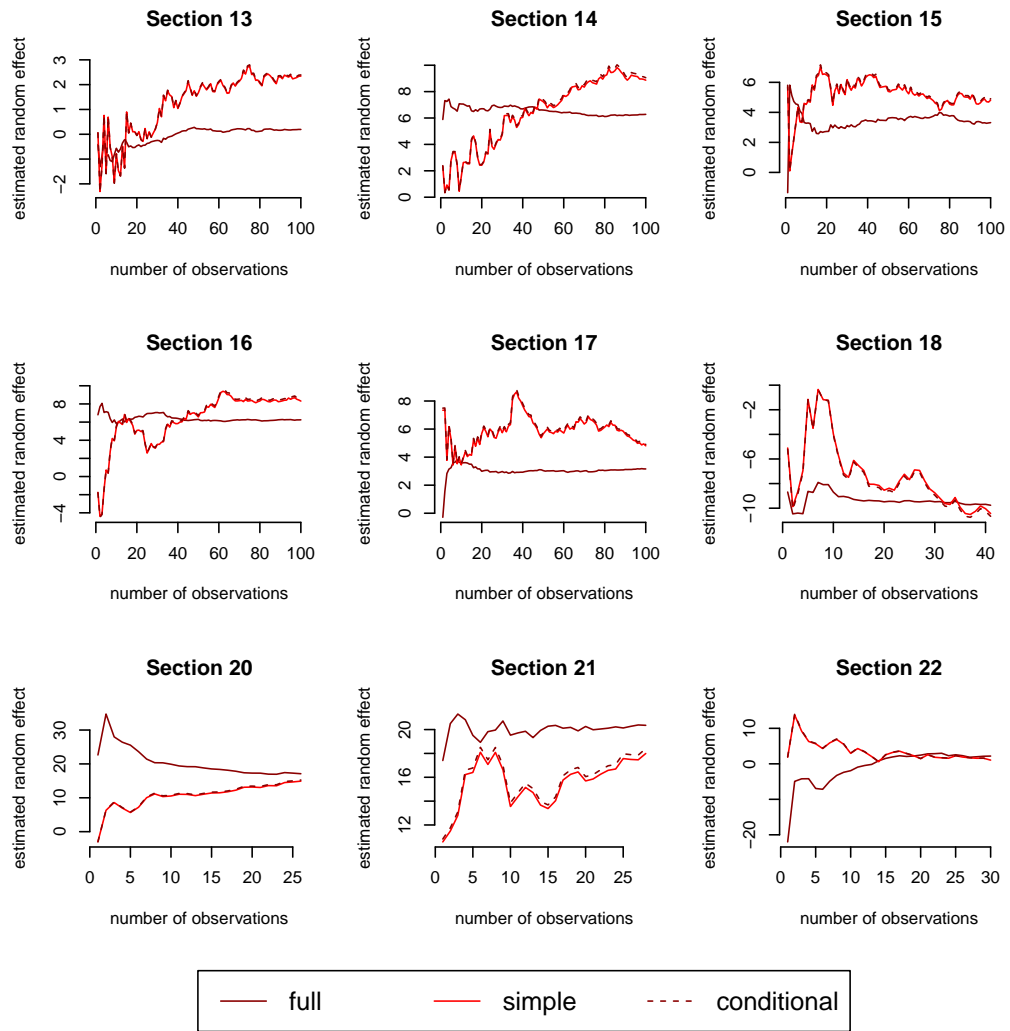 Section 13
Section 14
Section 15
estimated random effect
−2
0
1
2
3
0 20 40 60 80 100
number of observations
estimated random effect
0
2
4
6
8
0 20 40 60 80 100
number of observations
estimated random effect
0
2
4
6
0 20 40 60 80 100
number of observations
Section 16
Section 17
Section 18
estimated random effect
−4
0
4
8
0 20 40 60 80 100
number of observations
estimated random effect
0
2
4
6
8
0 20 40 60 80 100
number of observations
estimated random effect
−10
−6
−2
0 10 20 30 40
number of observations
Section 20
Section 21
Section 22
estimated random effect
0
10
20
30
0 5 10 15 20 25
number of observations
estimated random effect
12
16
20
0 5 10 15 20 25
number of observations
estimated random effect
−20
0
10
0 5 10 15 20 25 30
number of observations
full simple conditional